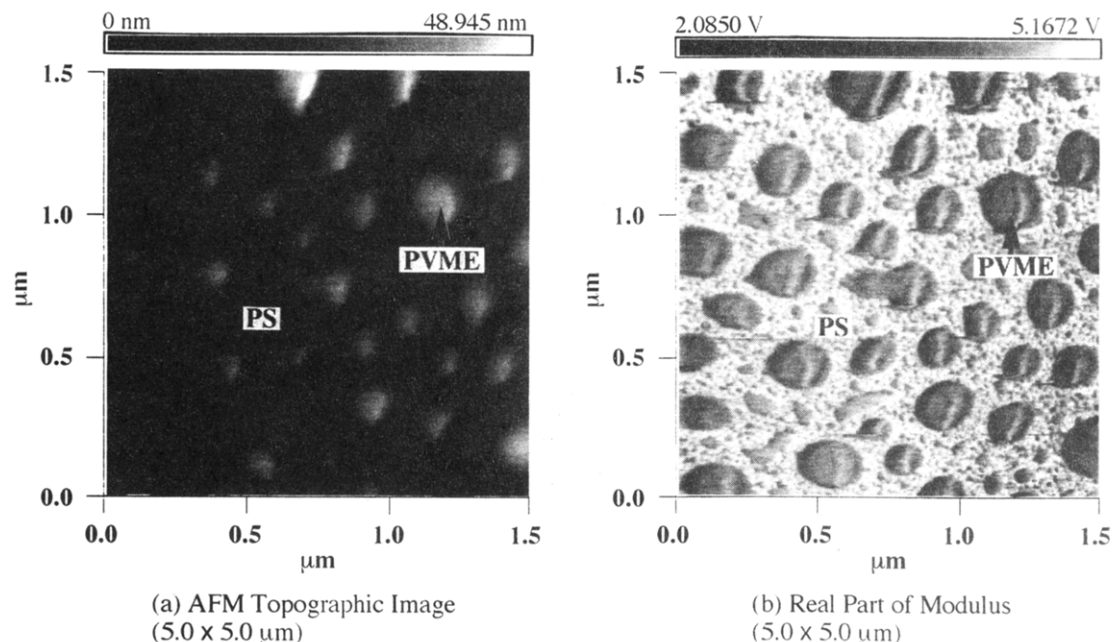 0 nm 48.945 nm
1.5
1.0
0.5
0.0
μm
PVME
PS
0.0 0.5 1.0 1.5
μm
(a) AFM Topographic Image
(5.0 x 5.0 μm)
2.0850 V 5.1672 V
1.5
1.0
0.5
0.0
μm
PVME
PS
0.0 0.5 1.0 1.5
μm
(b) Real Part of Modulus
(5.0 x 5.0 μm)